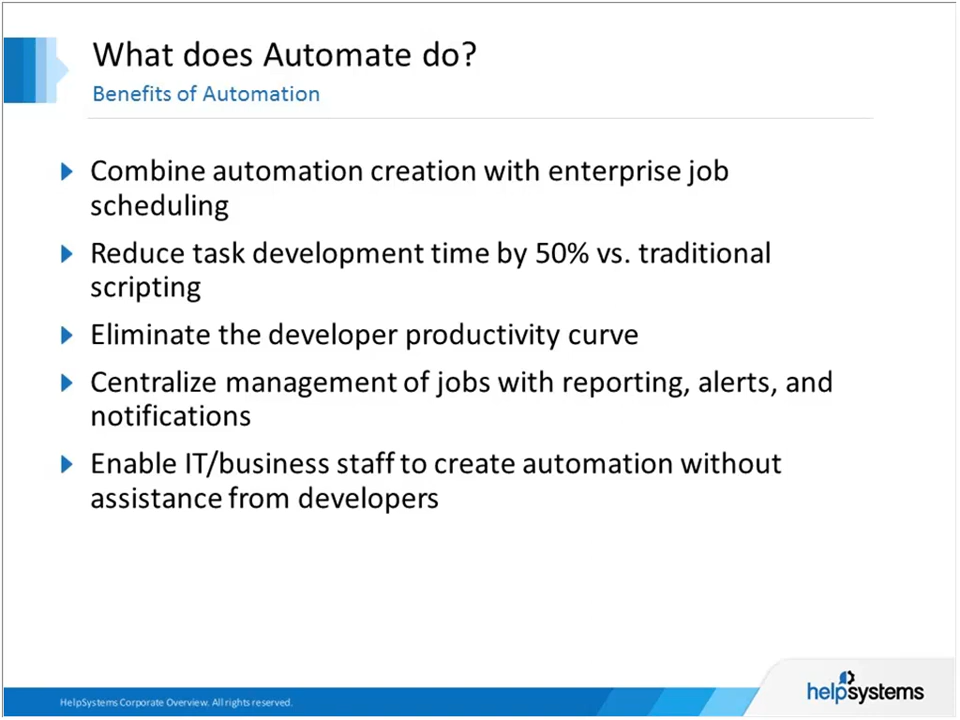 What does Automate do?
Benefits of Automation
Combine automation creation with enterprise job
scheduling
Reduce task development time by 50% vs. traditional
scripting
Eliminate the developer productivity curve
Centralize management of jobs with reporting, alerts, and
notifications
Enable IT/business staff to create automation without
assistance from developers
HelpSystems Corporate Overview. All rights reserved.
helpsystems